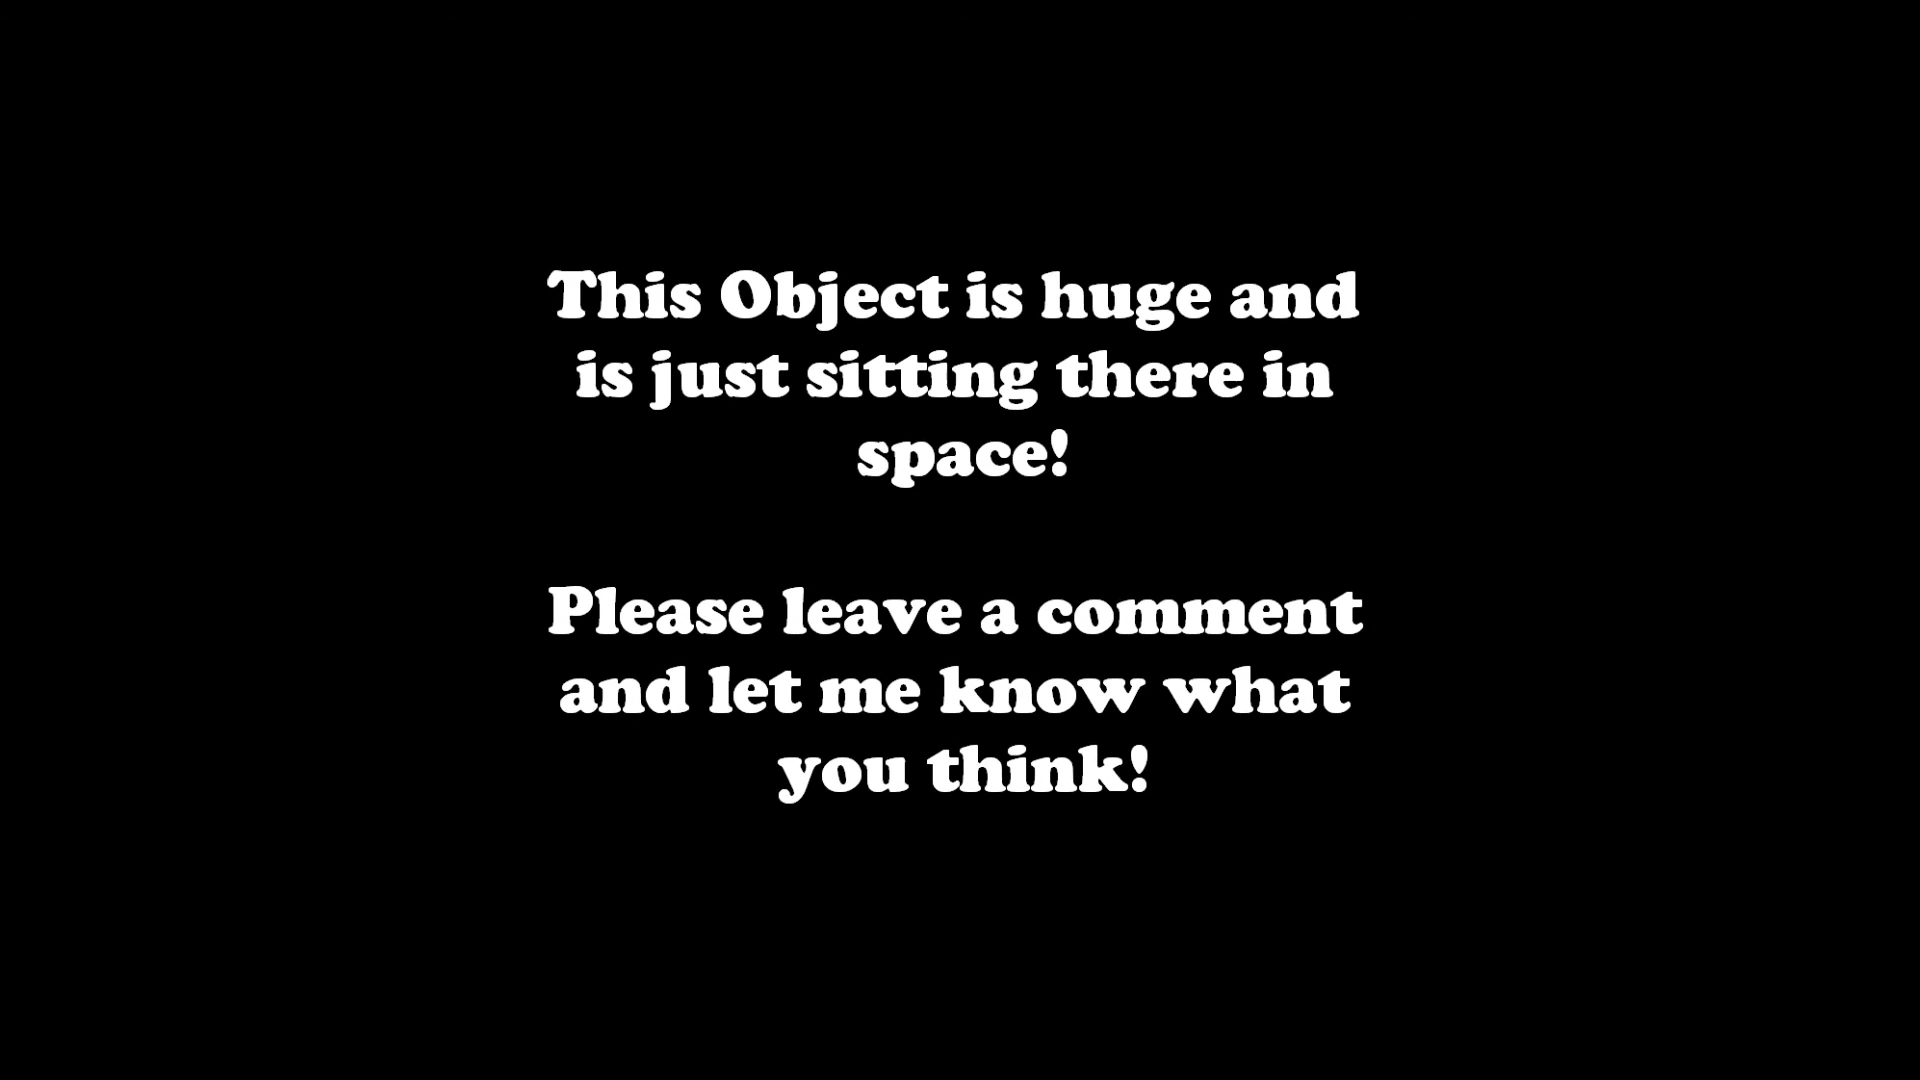 This Object is huge and
is just sitting there in
space!
Please leave a comment
and let me know what
you think!